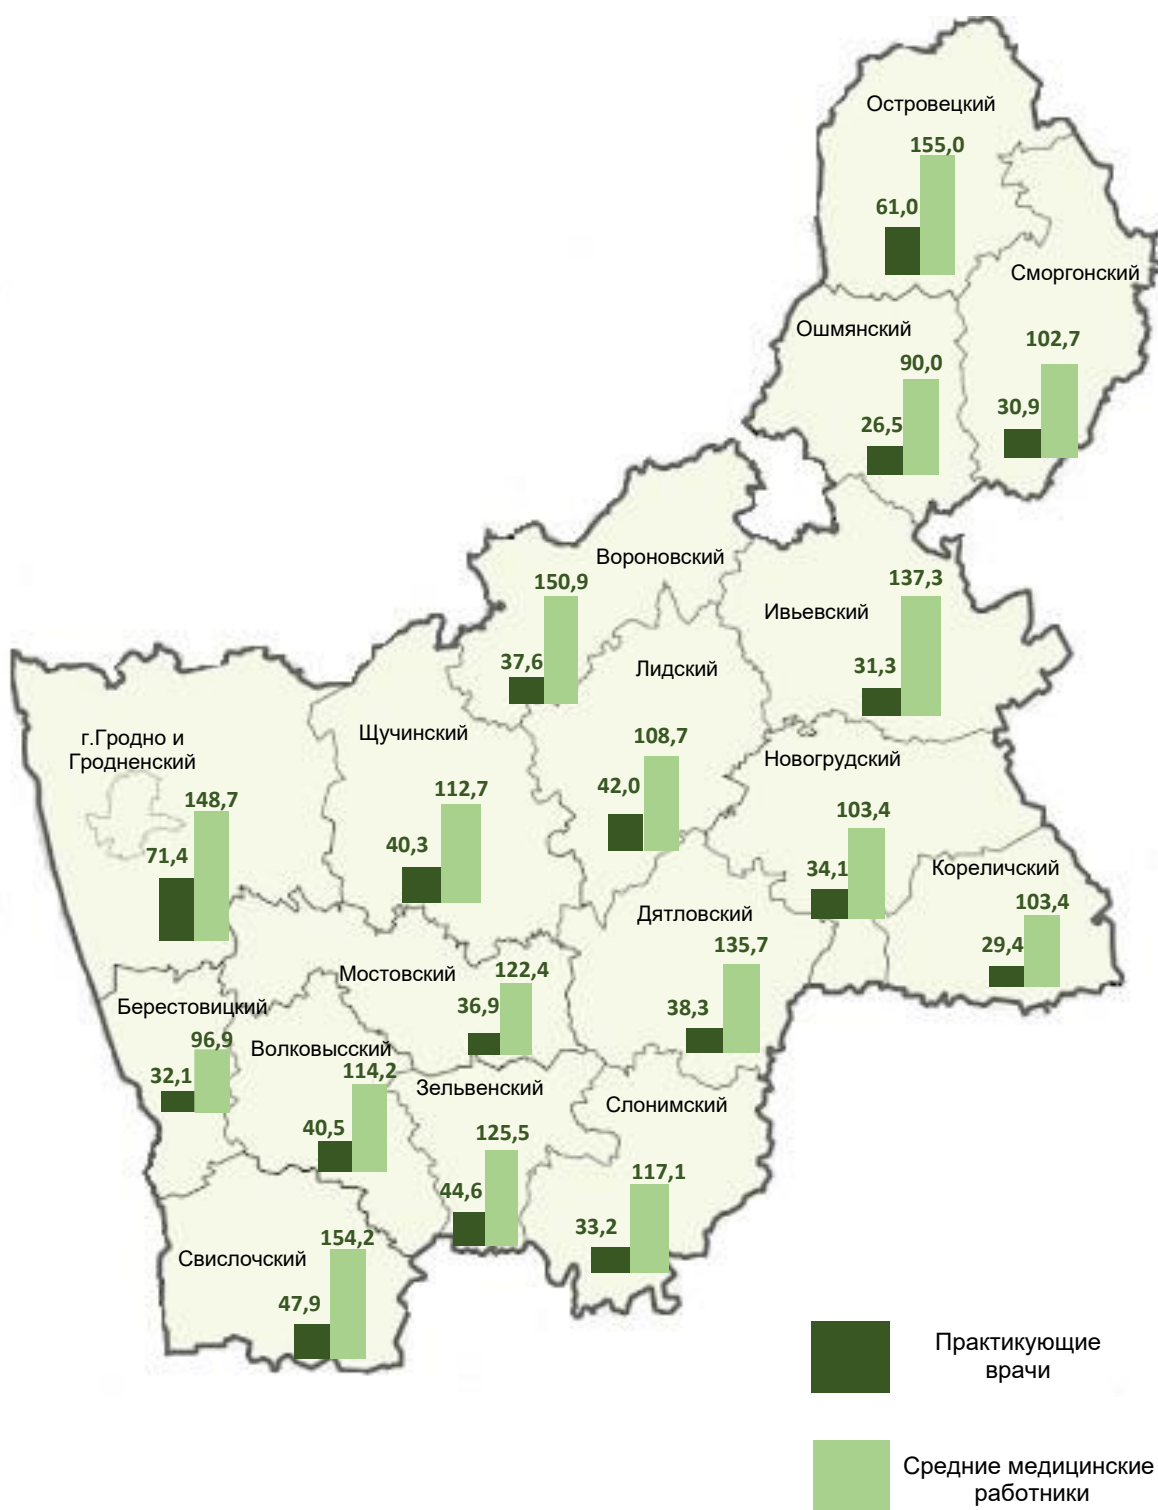 Островецкий
155,0
61,0
Сморгонский
102,7
30,9
Ошмянский
90,0
26,5
Вороновский
150,9
37,6
Ивьевский
137,3
31,3
Лидский
108,7
42,0
Щучинский
112,7
40,3
г.Гродно и
Гродненский
148,7
71,4
Новогрудский
103,4
34,1
Кореличский
103,4
29,4
Дятловский
135,7
38,3
Мостовский
122,4
36,9
Берестовицкий
96,9
32,1
Волковысский
114,2
40,5
Зельвенский
125,5
44,6
Слонимский
117,1
33,2
Свислочский
154,2
47,9
Практикующие
врачи
Средние медицинские
работники